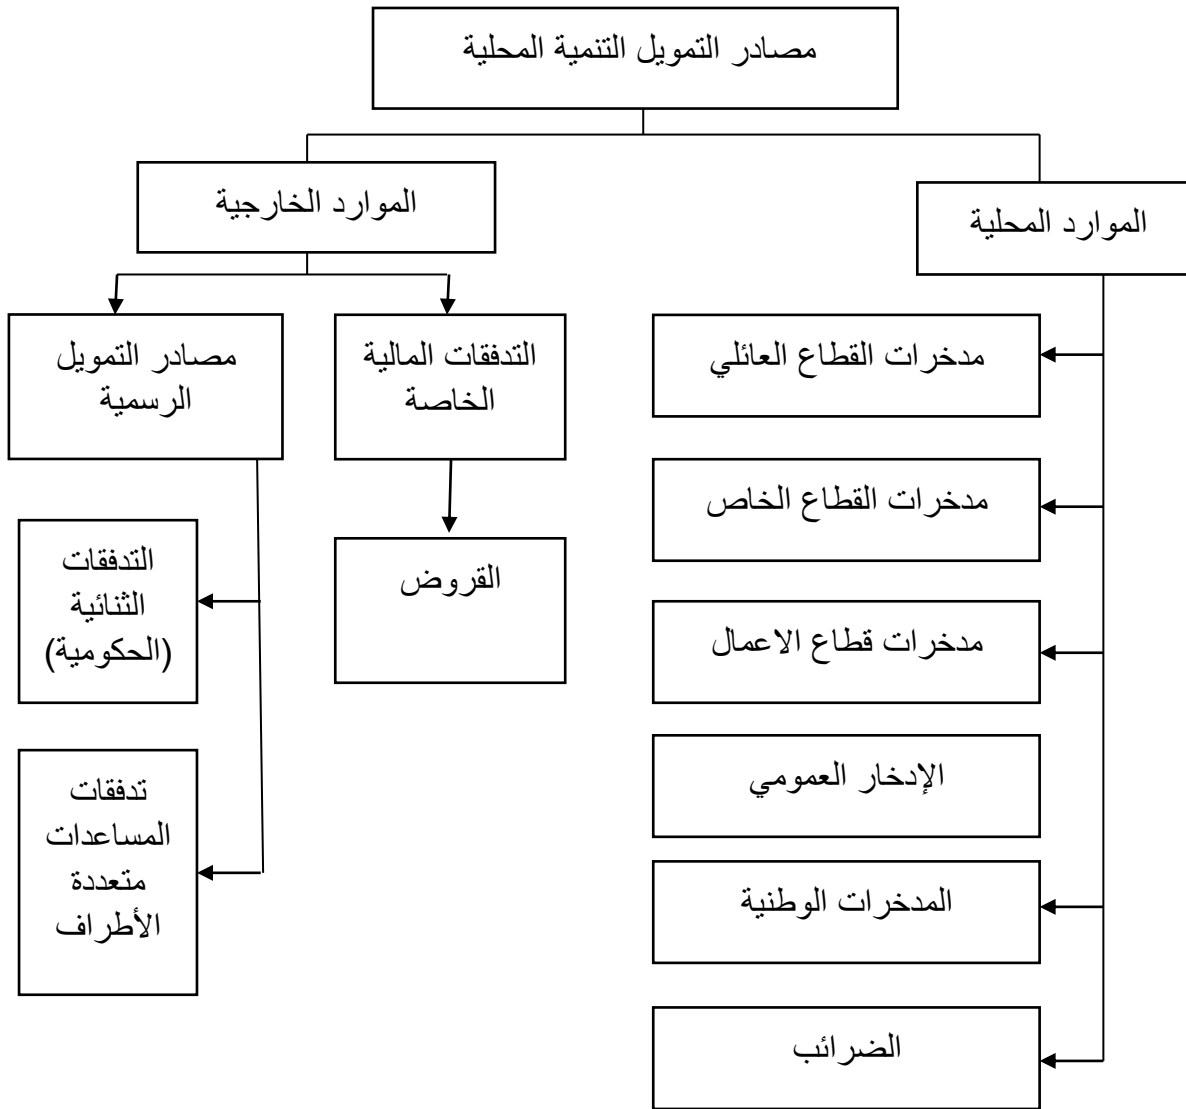 مصادر التمويل التنمية المحلية
الموارد المحلية
الموارد الخارجية
مدخرات القطاع العائلي
مدخرات القطاع الخاص
مدخرات قطاع الاعمال
الإدخار العمومي
المدخرات الوطنية
الضرائب
التدفقات المالية
الخاصة
القروض
مصادر التمويل
الرسمية
التدفقات
الثنائية
(الحكومية)
تدفقات
المساعدات
متعددة
الأطراف